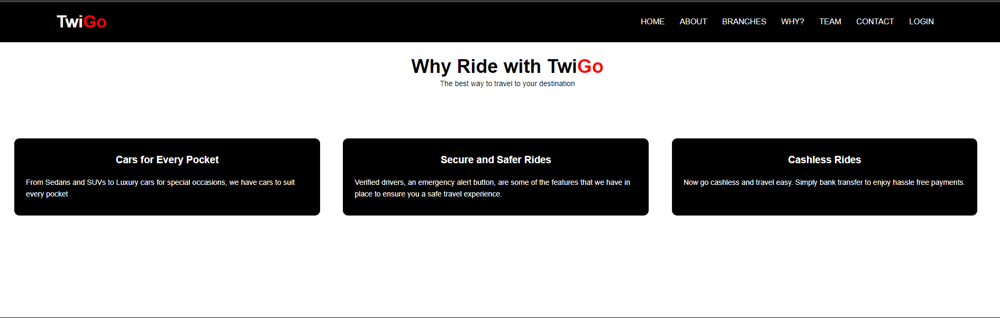 TwiGo
HOME ABOUT BRANCHES WHY? TEAM CONTACT LOGIN
Why Ride with TwiGo
The best way to travel to your destination
Cars for Every Pocket
From Sedans and SUVs to Luxury cars for special occasions, we have cars to suit
every pocket
Secure and Safer Rides
Verified drivers, an emergency alert button, are some of the features that we have in
place to ensure you a safe travel experience.
Cashless Rides
Now go cashless and travel easy. Simply bank transfer to enjoy hassle free payments.